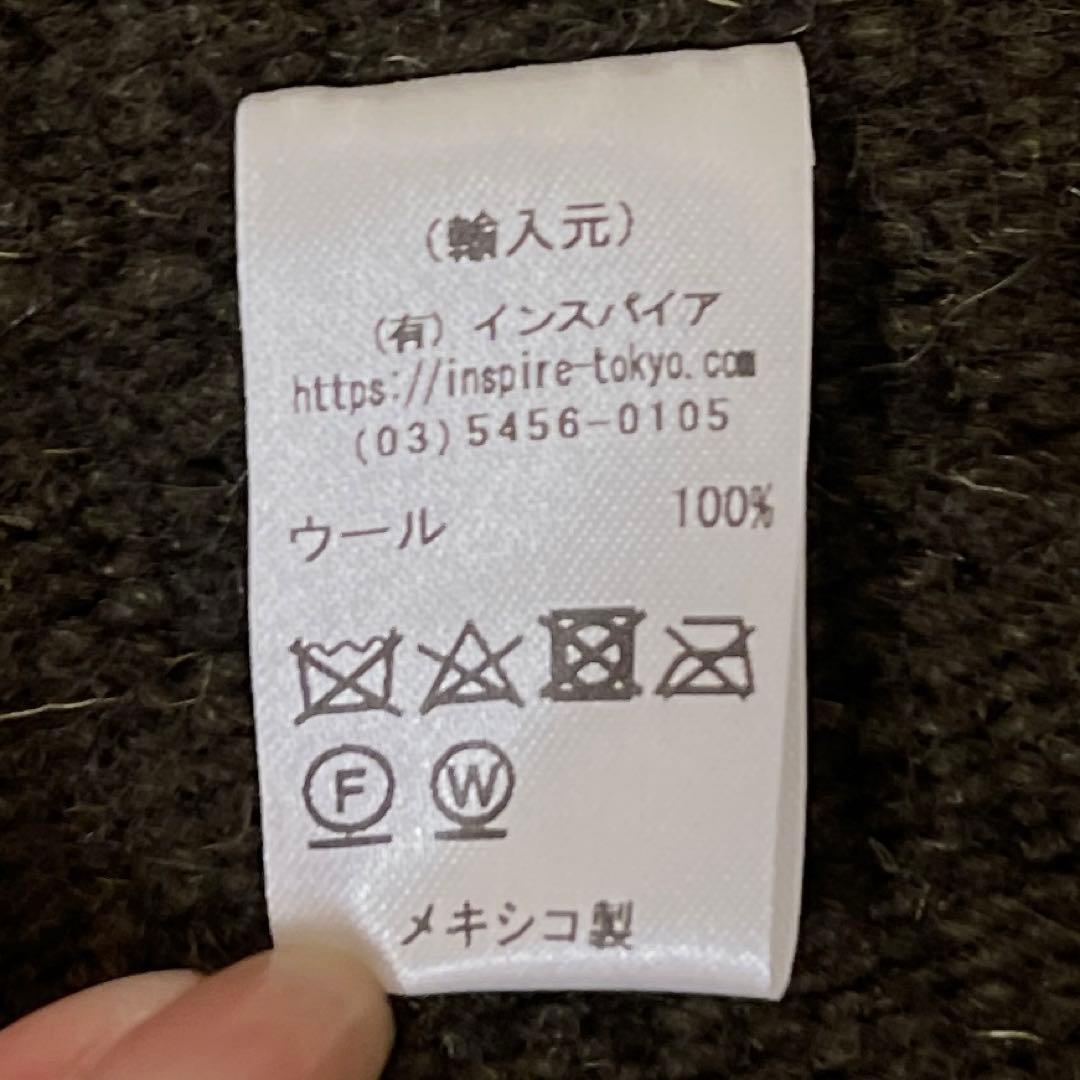 (輸入元)
(有) インスパイア
https://inspire-tokyo.com
(03)5456-0105
ウール 100%
F W
メキシコ製